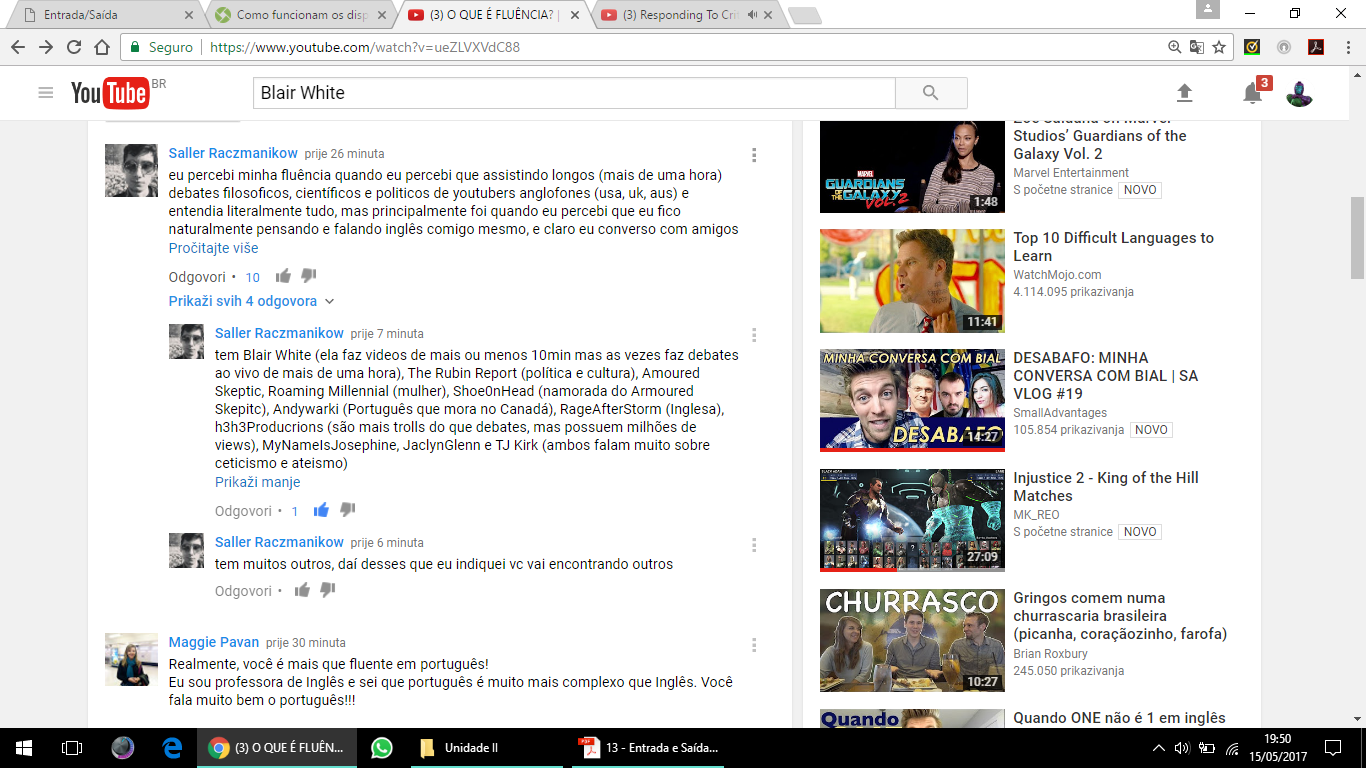 Entrada/Saída
Como funcionam os disp
(3) O QUE É FLUÊNCIA? |
(3) Responding To Crit
Seguro
https://www.youtube.com/watch?v=ueZLVXVdC88
YouTube BR
Blair White
3
Saller Raczmanikow prije 26 minuta
eu percebi minha fluência quando eu percebi que assistindo longos (mais de uma hora)
debates filosoficos, científicos e politicos de youtubers anglofones (usa, uk, aus) e
entendia literalmente tudo, mas principalmente foi quando eu percebi que eu fico
naturalmente pensando e falando inglês comigo mesmo, e claro eu converso com amigos
Pročitajte više
Odgovori • 10
Prikaži svih 4 odgovora
Saller Raczmanikow prije 7 minuta
tem Blair White (ela faz videos de mais ou menos 10min mas as vezes faz debates
ao vivo de mais de uma hora), The Rubin Report (política e cultura), Amoured
Skeptic, Roaming Millennial (mulher), Shoe0nHead (namorada do Armoured
Skepitc), Andywarki (Português que mora no Canadá), RageAfterStorm (Inglesa),
h3h3Producrions (são mais trolls do que debates, mas possuem milhões de
views), MyNameIsJosephine, JaclynGlenn e TJ Kirk (ambos falam muito sobre
ceticismo e ateismo)
Prikaži manje
Odgovori • 1
Saller Raczmanikow prije 6 minuta
tem muitos outros, daí desses que eu indiquei vc vai encontrando outros
Odgovori •
Maggie Pavan prije 30 minuta
Realmente, você é mais que fluente em português!
Eu sou professora de Inglês e sei que português é muito mais complexo que Inglês. Você
fala muito bem o português!!!
Zoe Saldana on Marvel
Studios’ Guardians of the
Galaxy Vol. 2
Marvel Entertainment
S početne stranice NOVO
MARVEL
GUARDIANS
OF THE GALAXY
VOL. 2
1:48
Top 10 Difficult Languages to
Learn
WatchMojo.com
4.114.095 prikazivanja
11:41
DESABAFO: MINHA
CONVERSA COM BIAL | SA
VLOG #19
SmallAdvantages
105.854 prikazivanja NOVO
MINHA CONVERSA COM BIAL
DESABAFO
14:27
Injustice 2 - King of the Hill
Matches
MK_REO
S početne stranice NOVO
27:09
Gringos comem numa
churrascaria brasileira
(picanha, coraçãozinho, farofa)
Brian Roxbury
245.050 prikazivanja
CHURRASCO
10:27
Quando ONE não é 1 em inglês
Quando
(3) O QUE É FLUÊN...
Unidade II
13 - Entrada e Saída...
19:50
15/05/2017